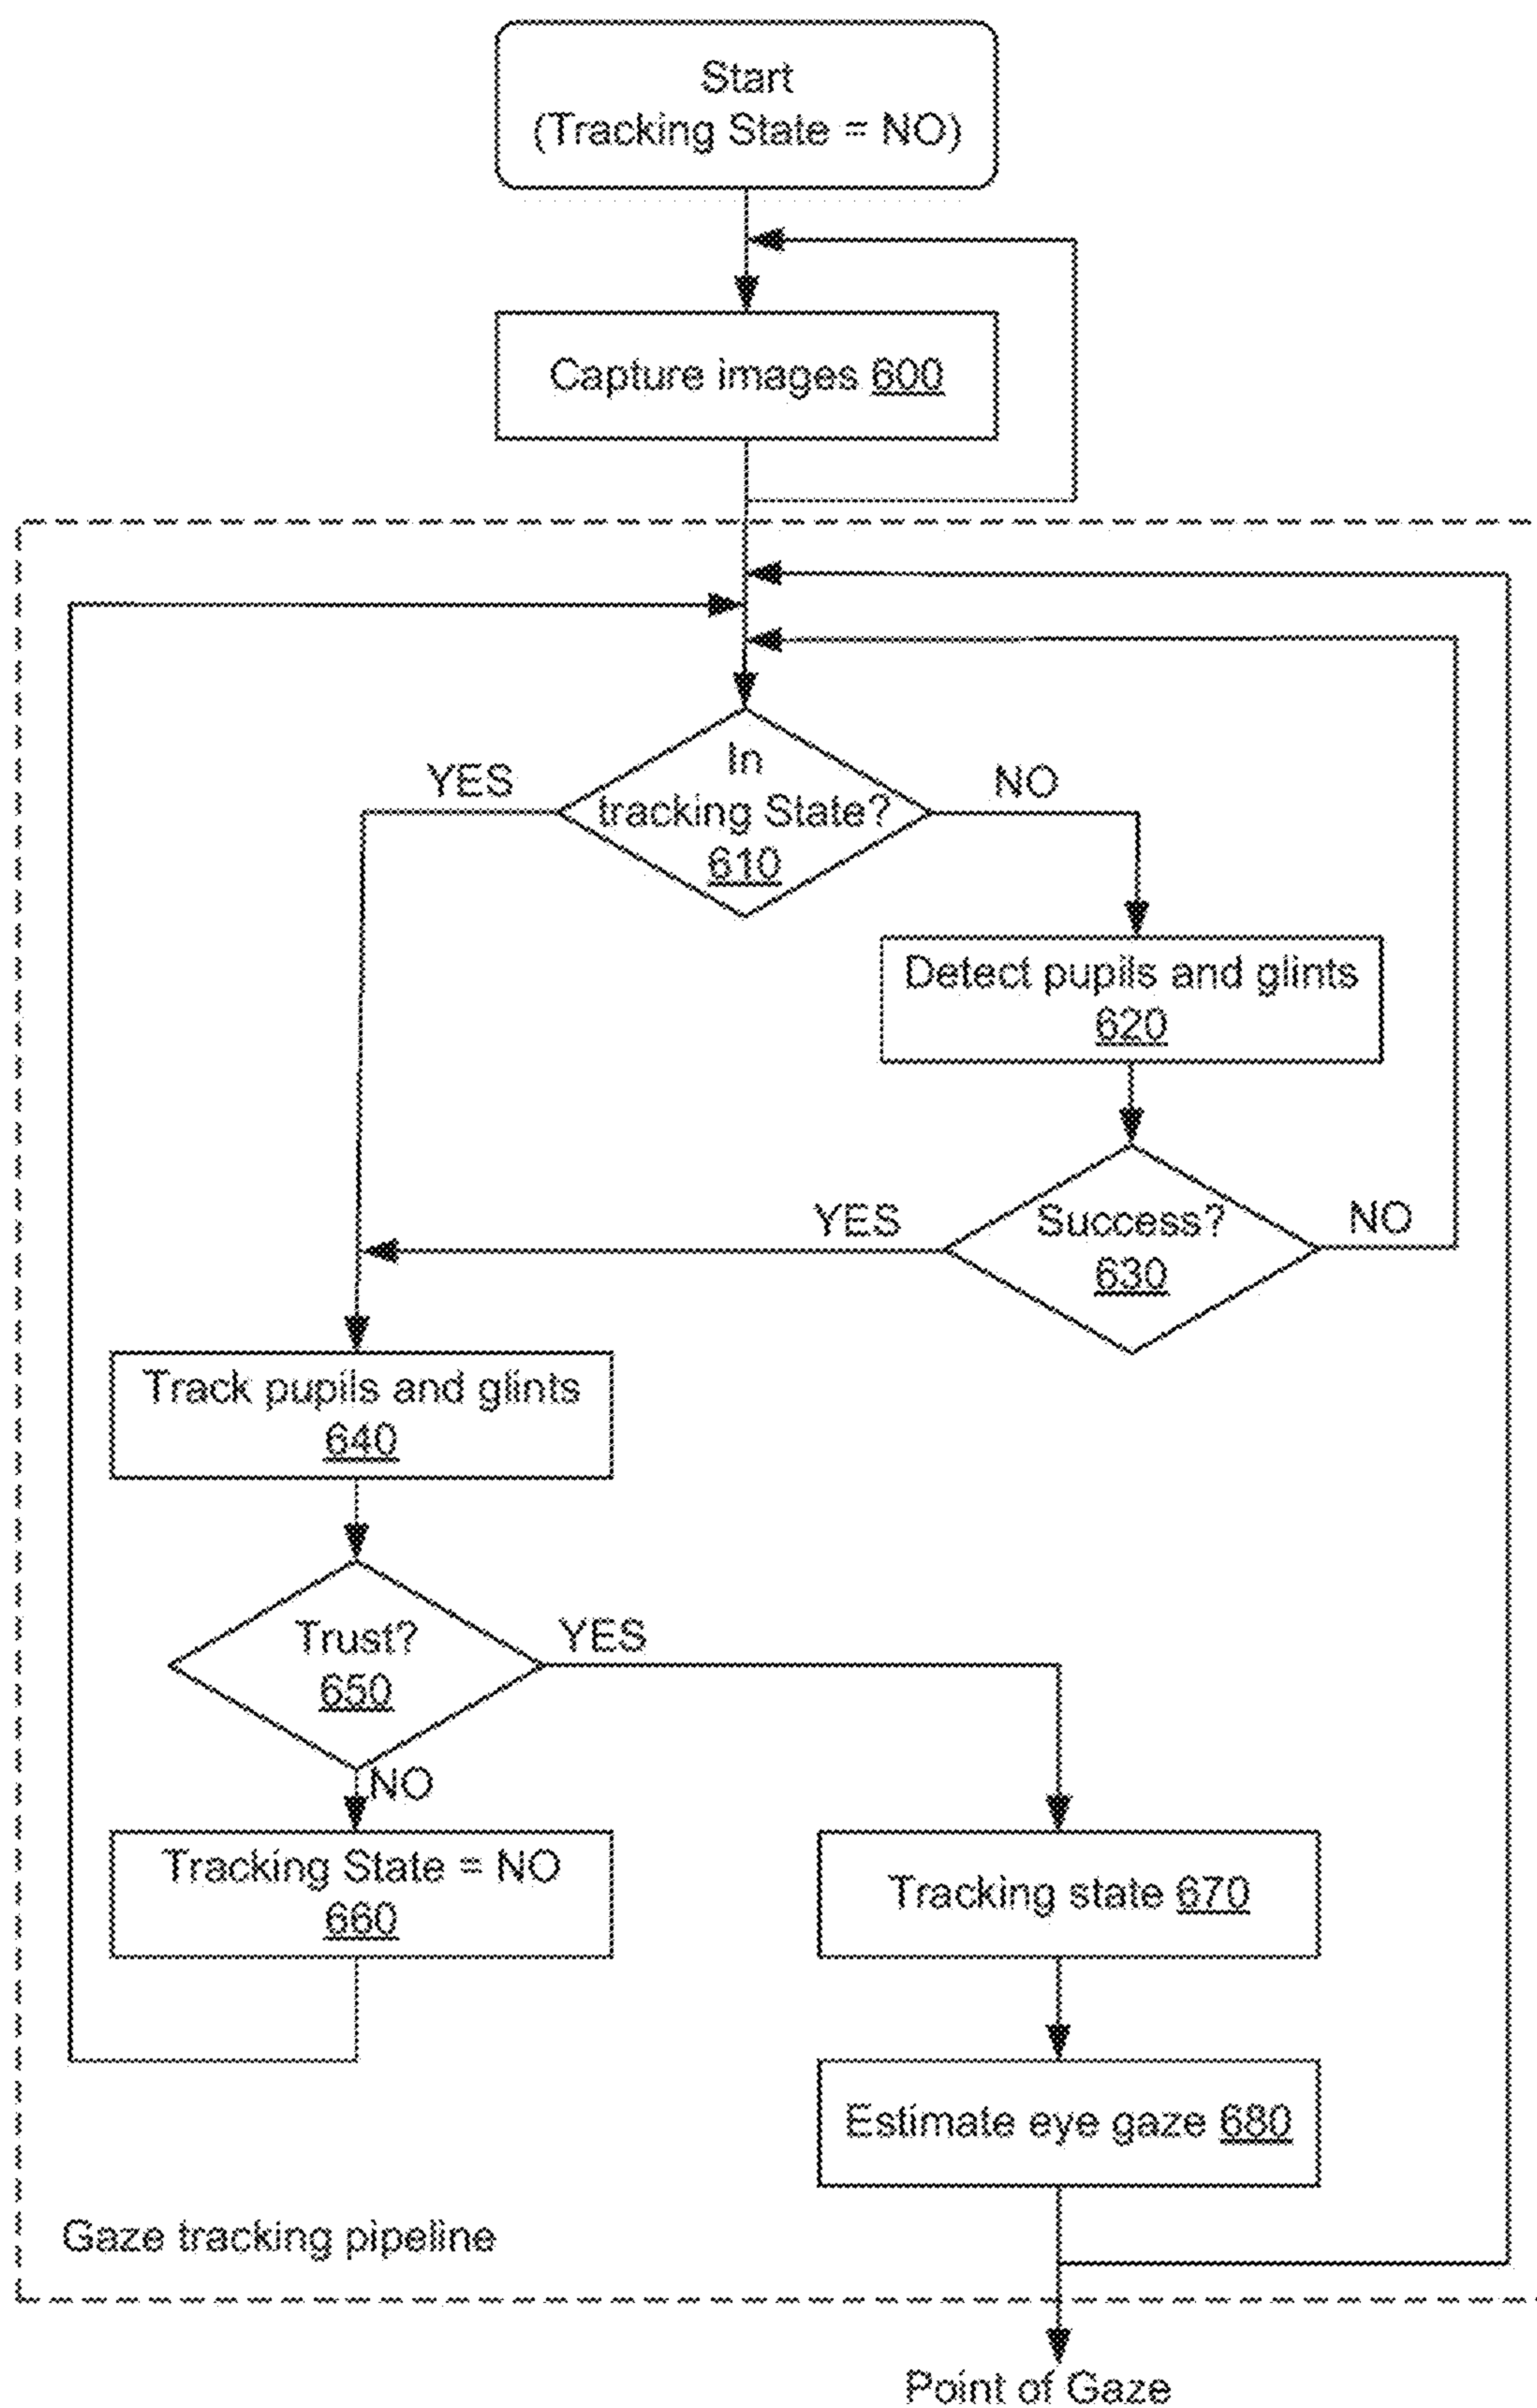 Start
(Tracking State = NO)
Capture images 600
In
tracking State?
610
YES
NO
Detect pupils and glints
620
Success?
630
YES
NO
Track pupils and glints
640
Trust?
650
YES
NO
Tracking State = NO
660
Tracking state 670
Estimate eye gaze 680
Gaze tracking pipeline
Point of Gaze